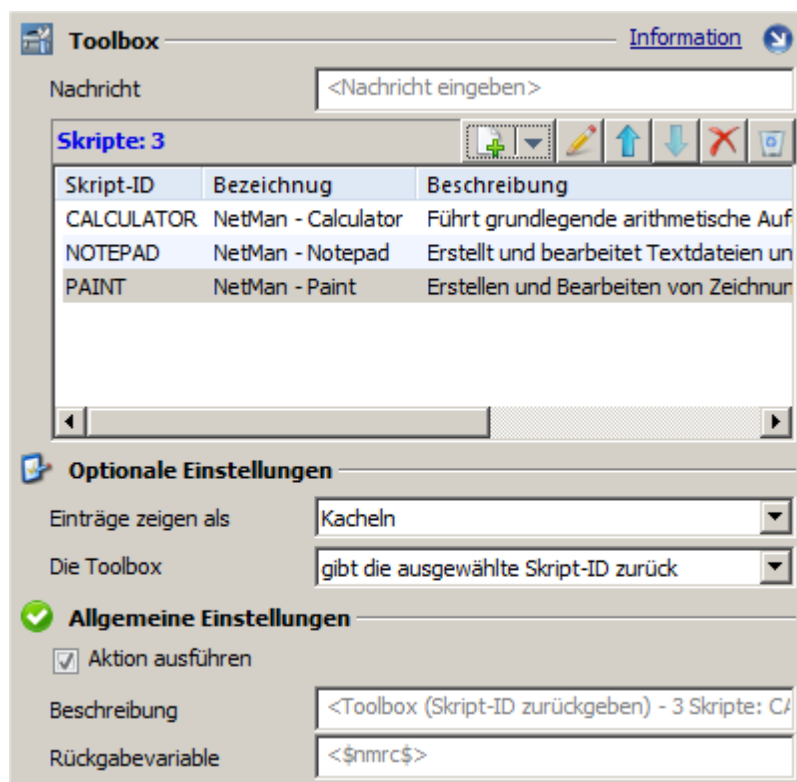 Toolbox Information
Nachricht <Nachricht eingeben>
Skripte: 3
Skript-ID Bezeichnug Beschreibung
CALCULATOR NetMan - Calculator Führt grundlegende arithmetische Auf
NOTEPAD NetMan - Notepad Erstellt und bearbeitet Textdateien un
PAINT NetMan - Paint Erstellen und Bearbeiten von Zeichnun
Optionale Einstellungen
Einträge zeigen als Kacheln
Die Toolbox gibt die ausgewählte Skript-ID zurück
Allgemeine Einstellungen
Aktion ausführen
Beschreibung <Toolbox (Skript-ID zurückgeben) - 3 Skripte: CA
Rückgabevariable <$nmrc$>